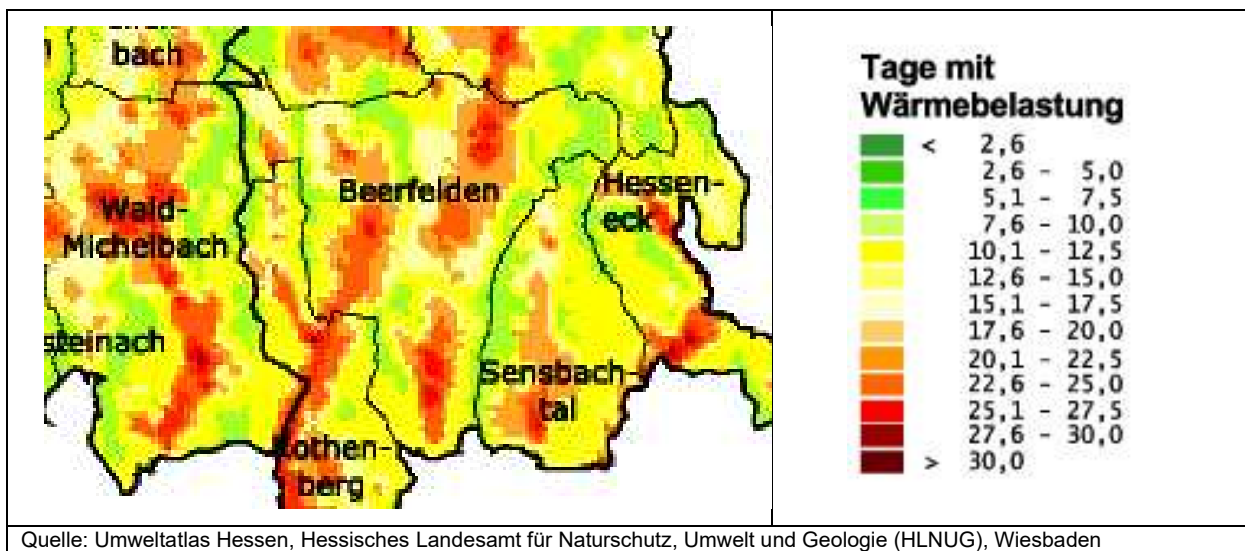 bach
Beerfelden
Hessen-
eck
Wald-
Michelbach
steinach
Sensbach-
tal
berg
Tage mit
Wärmebelastung
< 2,6
2,6 - 5,0
5,1 - 7,5
7,6 - 10,0
10,1 - 12,5
12,6 - 15,0
15,1 - 17,5
17,6 - 20,0
20,1 - 22,5
22,6 - 25,0
25,1 - 27,5
27,6 - 30,0
> 30,0
Quelle: Umweltatlas Hessen, Hessisches Landesamt für Naturschutz, Umwelt und Geologie (HLNUG), Wiesbaden